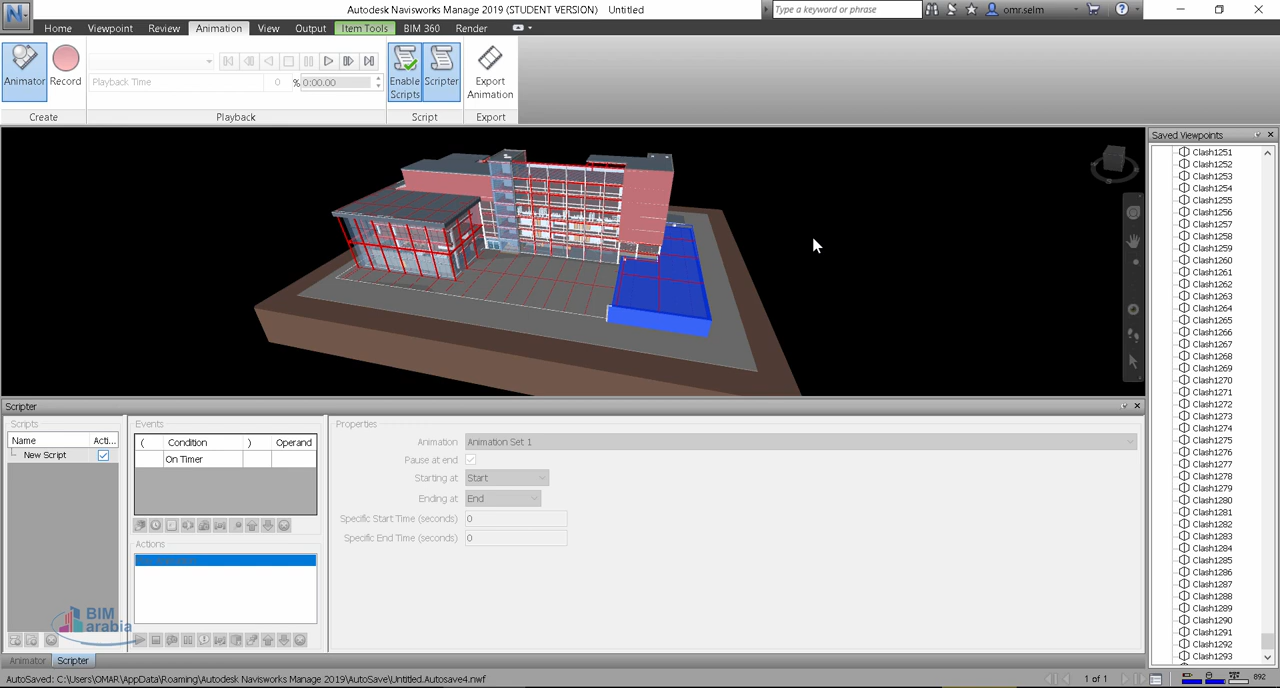 Autodesk Navisworks Manage 2019 (STUDENT VERSION) Untitled
Type a keyword or phrase
omr.selm
N
Home Viewpoint Review Animation View Output Item Tools BIM 360 Render
Animator
Record
Playback Time 0 % 0:00.00
Enable Scripts
Scripter
Export Animation
Create Playback Script Export
Saved Viewpoints
Clash1251
Clash1252
Clash1253
Clash1254
Clash1255
Clash1256
Clash1257
Clash1258
Clash1259
Clash1260
Clash1261
Clash1262
Clash1263
Clash1264
Clash1265
Clash1266
Clash1267
Clash1268
Clash1269
Clash1270
Clash1271
Clash1272
Clash1273
Clash1274
Clash1275
Clash1276
Clash1277
Clash1278
Clash1279
Clash1280
Clash1281
Clash1282
Clash1283
Clash1284
Clash1285
Clash1286
Clash1287
Clash1288
Clash1289
Clash1290
Clash1291
Clash1292
Clash1293
Scripter
Scripts
Name Acti...
New Script
Events
( Condition ) Operand
On Timer
Actions
Properties
Animation Animation Set 1
Pause at end
Starting at Start
Ending at End
Specific Start Time (seconds) 0
Specific End Time (seconds) 0
BIM
arabia
Animator Scripter
AutoSaved: C:\Users\OMAR\AppData\Roaming\Autodesk Navisworks Manage 2019\AutoSave\Untitled.Autosave4.nwf
1 of 1
892